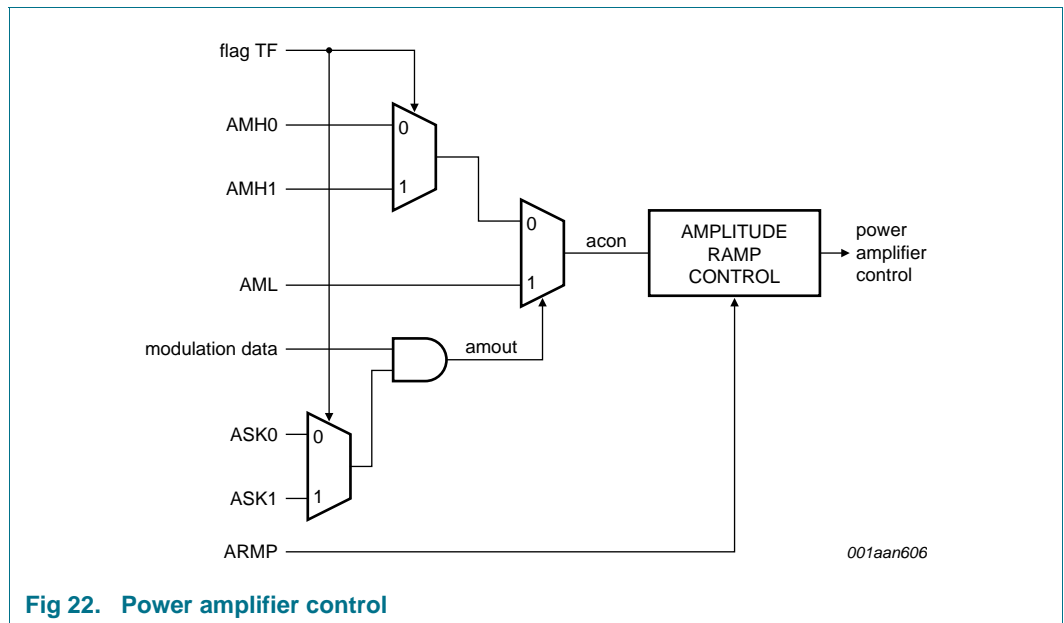 flag TF
AMH0
0
AMH1
1
0
acon
AMPLITUDE
RAMP
CONTROL
power
amplifier
control
AML
1
modulation data
amout
ASK0
0
ASK1
1
ARMP
001aan606
Fig 22. Power amplifier control